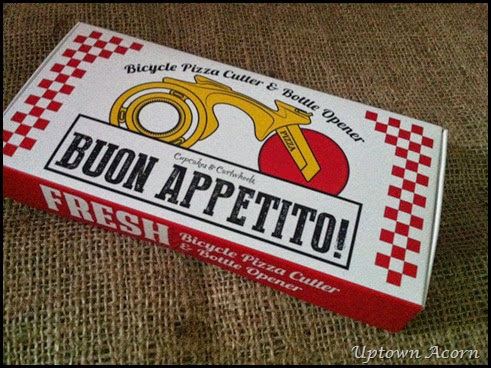 Bicycle Pizza Cutter & Bottle Opener
PIZZA
Cupcakes & Cartwheels
BUON APPETITO!
FRESH
Bicycle Pizza Cutter
& Bottle Opener
Uptown Acorn